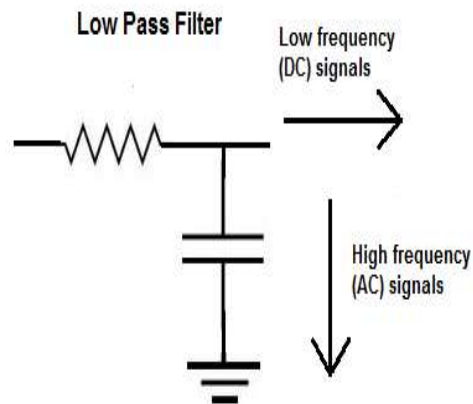 Low Pass Filter
Low frequency
(DC) signals
High frequency
(AC) signals